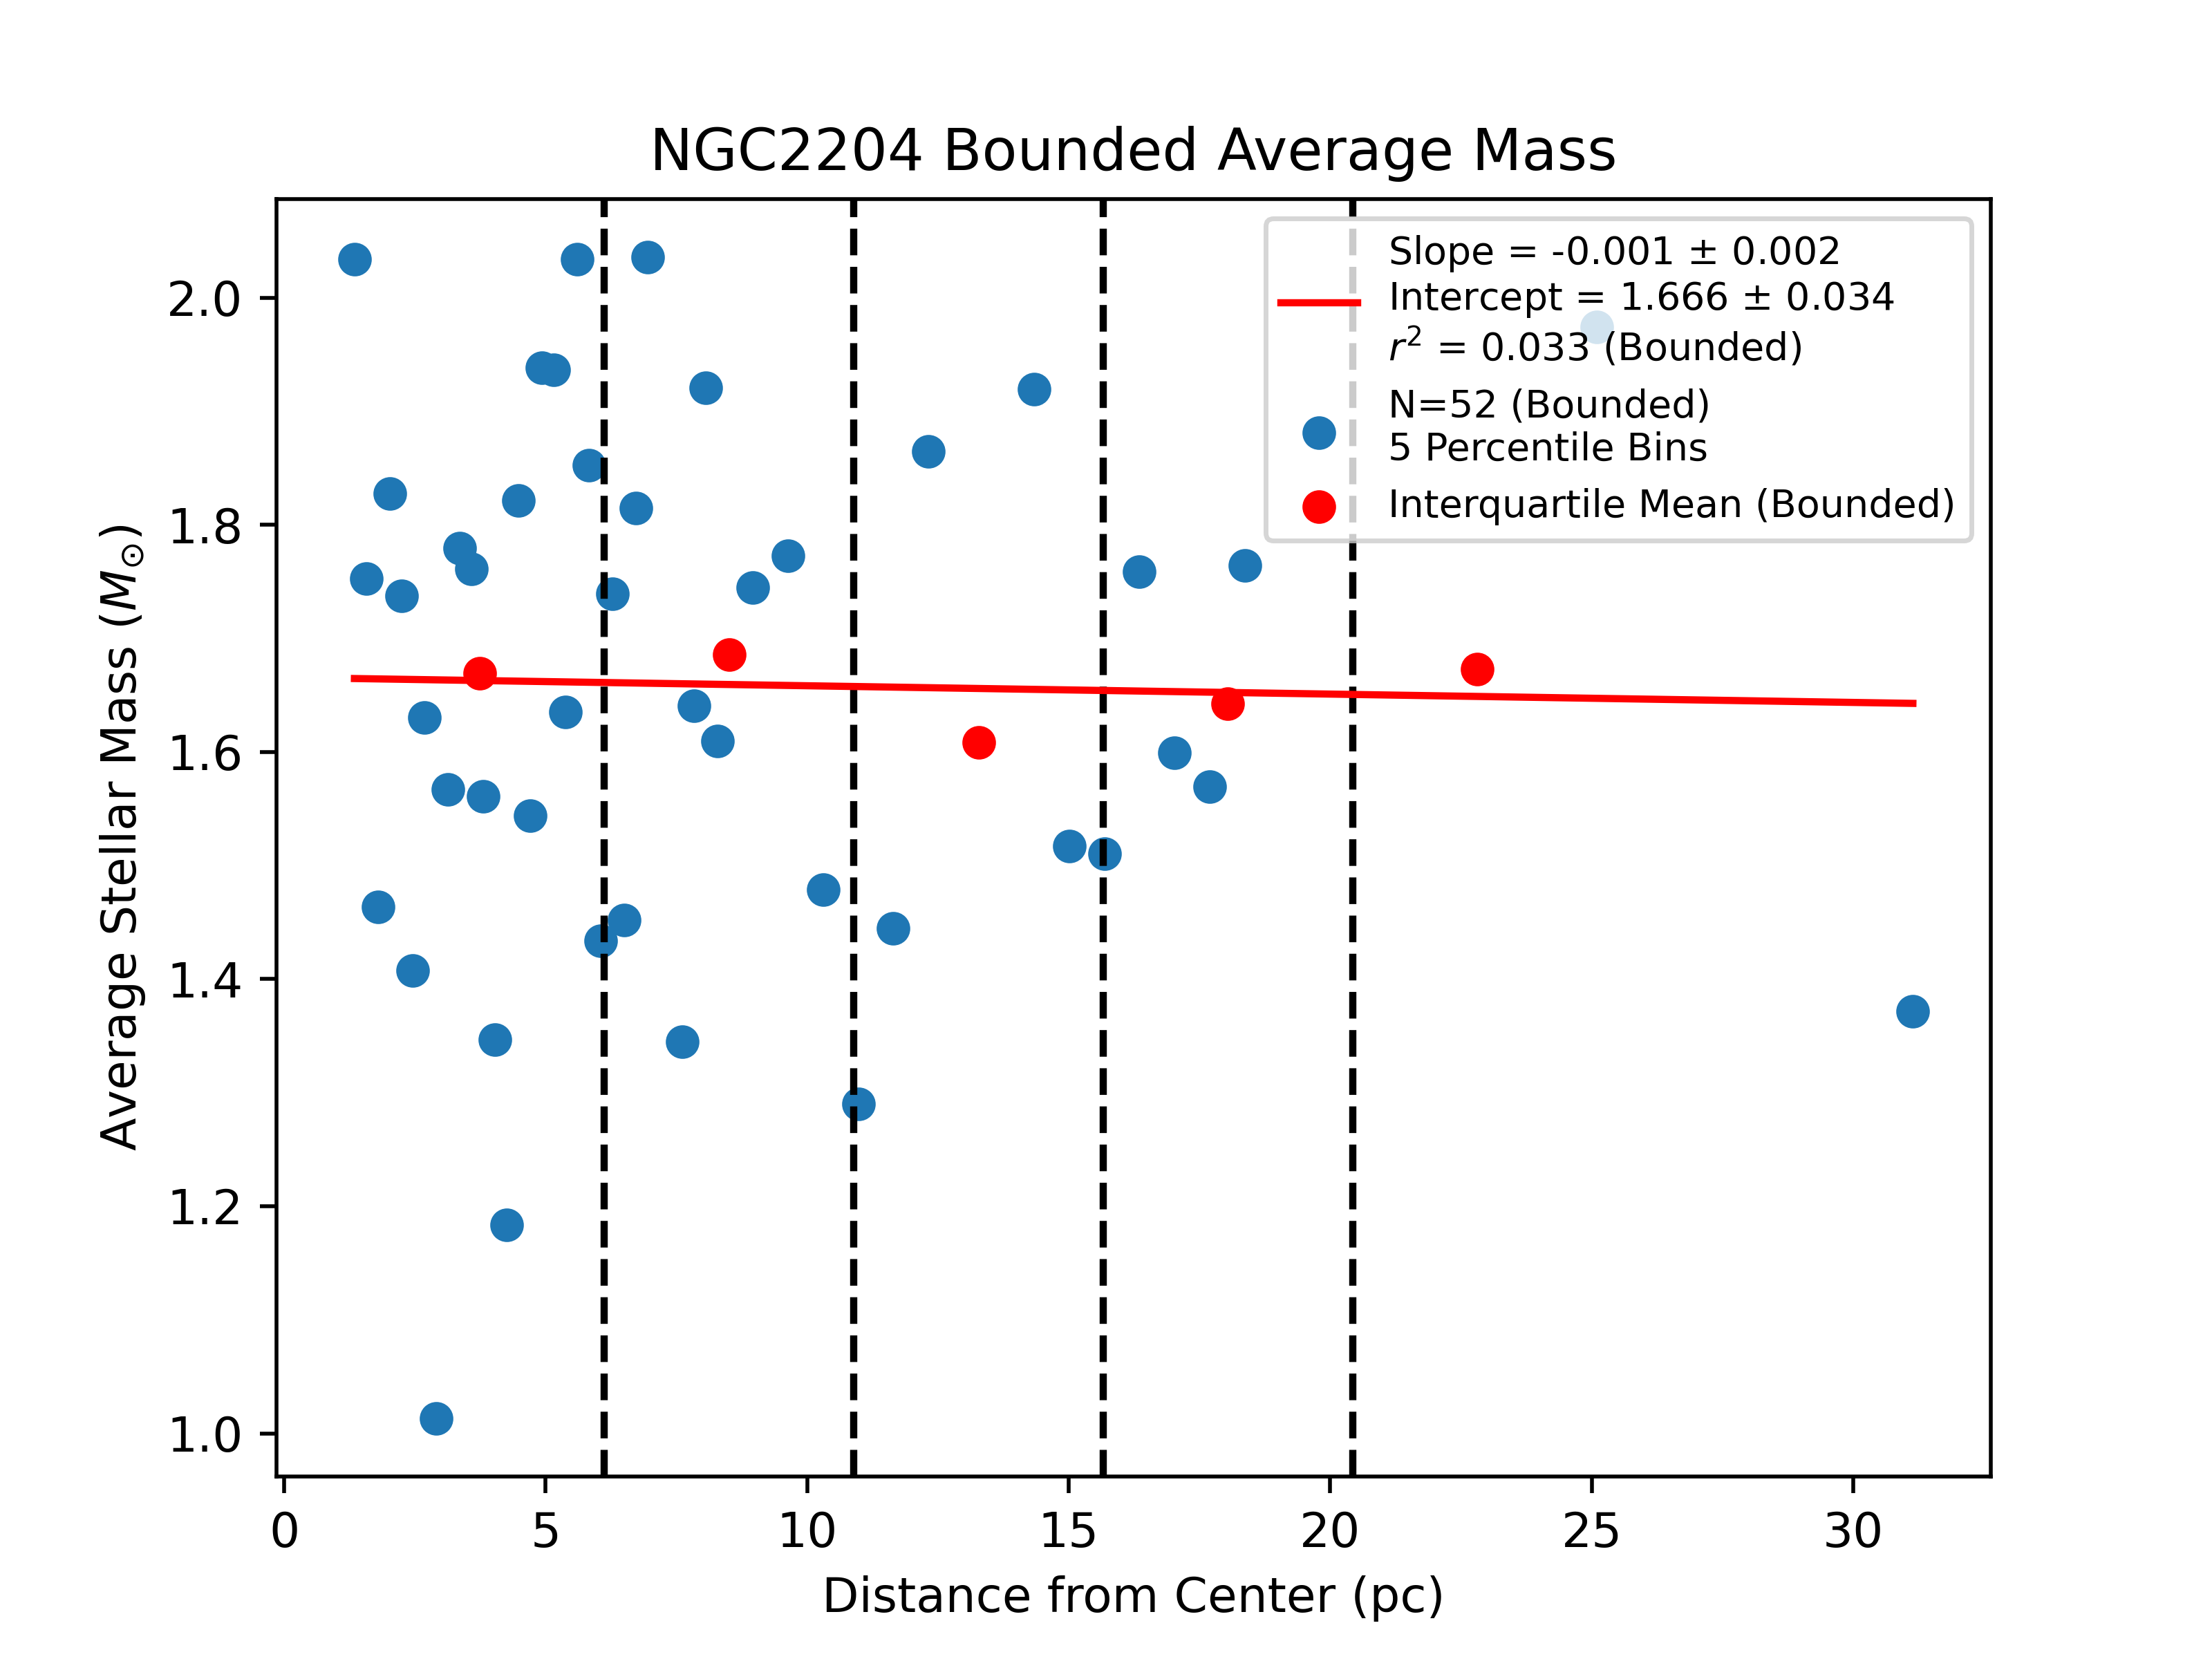 NGC2204 Bounded Average Mass
Slope = -0.001 ± 0.002
Intercept = 1.666 ± 0.034
r² = 0.033 (Bounded)
N=52 (Bounded)
5 Percentile Bins
Interquartile Mean (Bounded)
Average Stellar Mass (M☉)
2.0
1.8
1.6
1.4
1.2
1.0
0 5 10 15 20 25 30
Distance from Center (pc)